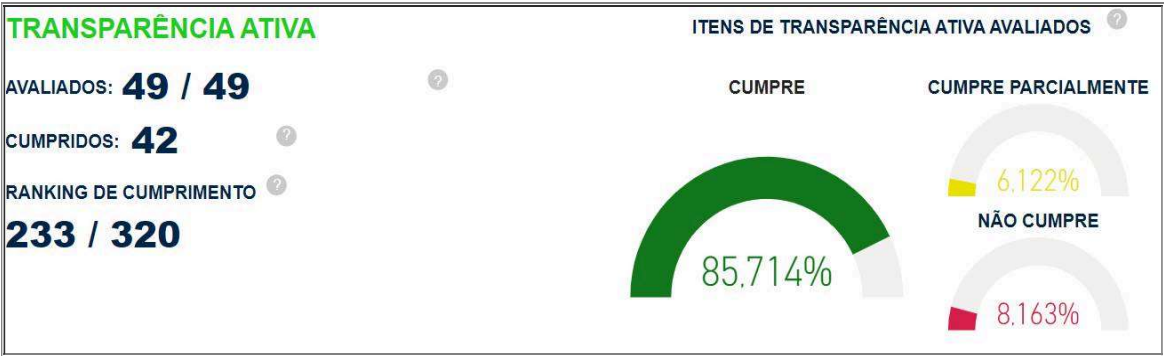 TRANSPARÊNCIA ATIVA
AVALIADOS: 49 / 49 ?
CUMPRIDOS: 42 ?
RANKING DE CUMPRIMENTO ?
233 / 320
ITENS DE TRANSPARÊNCIA ATIVA AVALIADOS ?
CUMPRE
85,714%
CUMPRE PARCIALMENTE
6,122%
NÃO CUMPRE
8,163%